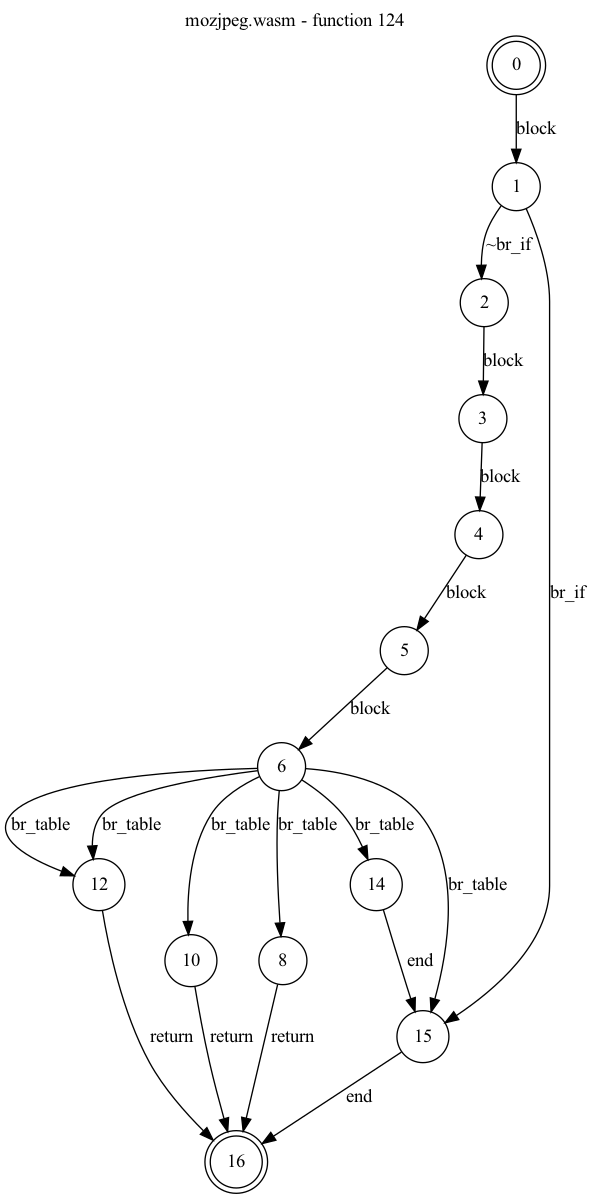 mozjpeg.wasm - function 124
0
block
1
~br_if
2
block
3
block
4
block
br_if
5
block
6
br_table
br_table
br_table
br_table
br_table
12
14
br_table
10
8
end
15
return
return
return
end
16